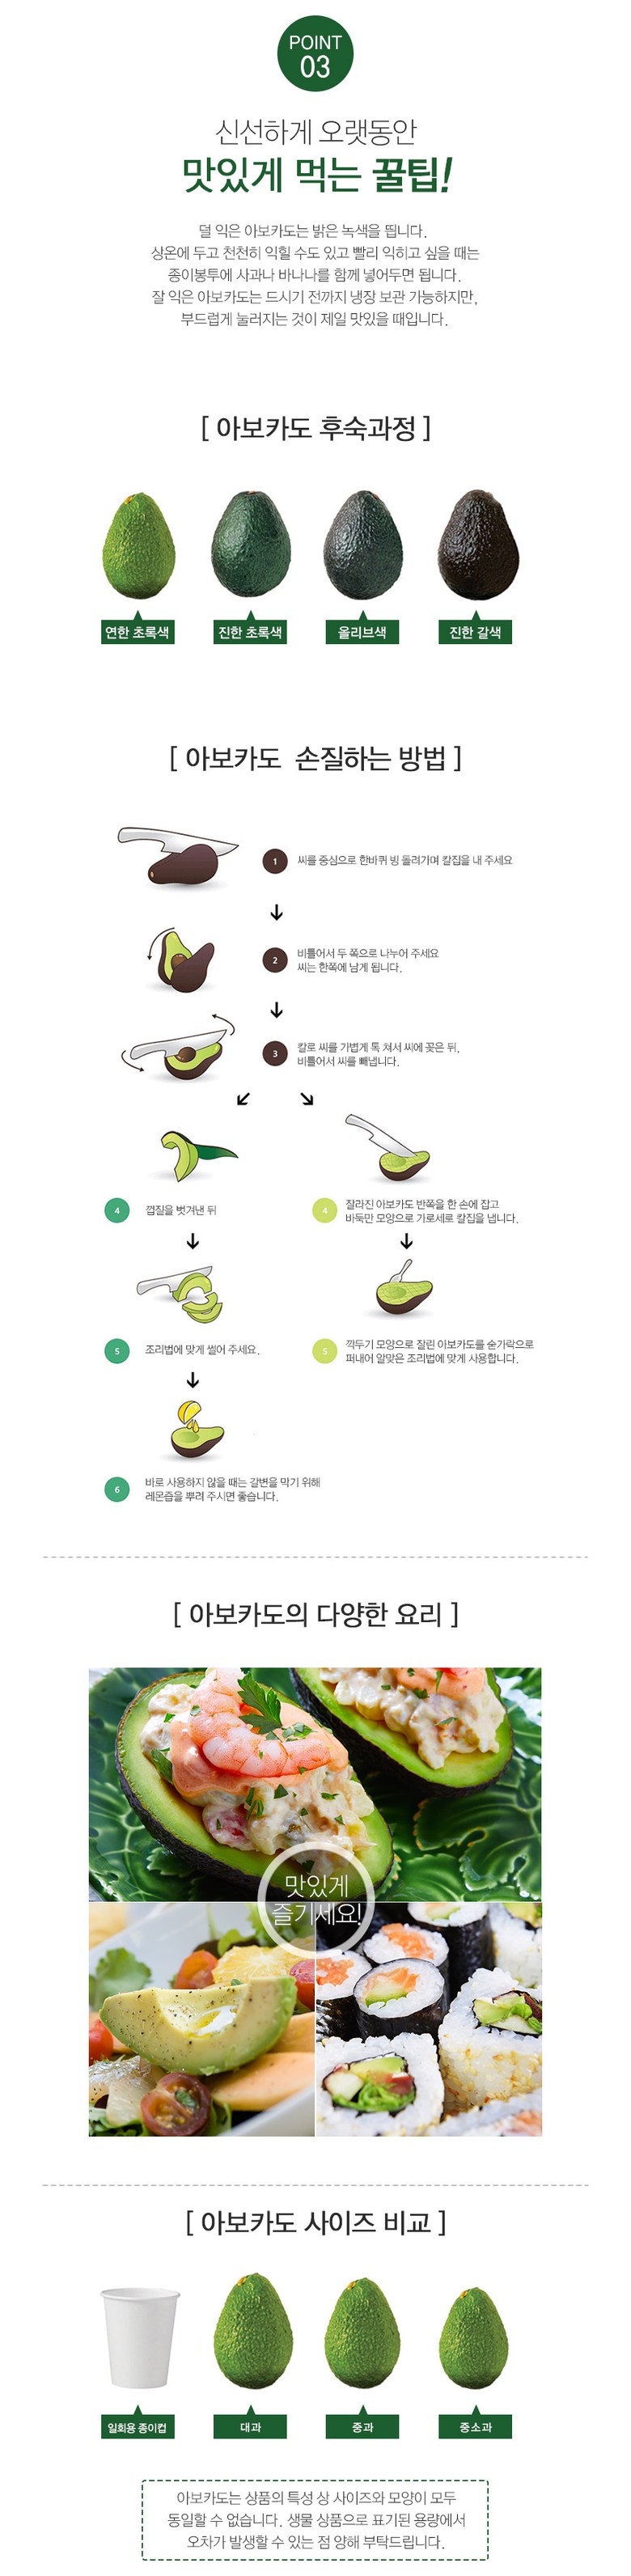 POINT
03
신선하게 오랫동안
맛있게 먹는 꿀팁!
덜 익은 아보카도는 밝은 녹색을 띕니다.
상온에 두고 천천히 익힐 수도 있고 빨리 익히고 싶을 때는
종이봉투에 사과나 바나나를 함께 넣어두면 됩니다.
잘 익은 아보카도는 드시기 전까지 냉장 보관 가능하지만,
부드럽게 눌러지는 것이 제일 맛있을 때입니다.
[ 아보카도 후숙과정 ]
연한 초록색
진한 초록색
올리브색
진한 갈색
[ 아보카도 손질하는 방법 ]
1 씨를 중심으로 한바퀴 빙 돌려가며 칼집을 내 주세요
2 비틀어서 두 쪽으로 나누어 주세요
씨는 한쪽에 남게 됩니다.
3 칼로 씨를 가볍게 톡 쳐서 씨에 꽂은 뒤,
비틀어서 씨를 빼냅니다.
4 껍질을 벗겨낸 뒤
4 잘라진 아보카도 반쪽을 한 손에 잡고
바둑만 모양으로 가로세로 칼집을 냅니다.
5 조리법에 맞게 썰어 주세요.
5 깍두기 모양으로 잘린 아보카도를 숟가락으로
퍼내어 알맞은 조리법에 맞게 사용합니다.
6 바로 사용하지 않을 때는 갈변을 막기 위해
레몬즙을 뿌려 주시면 좋습니다.
[ 아보카도의 다양한 요리 ]
맛있게
즐기세요!
[ 아보카도 사이즈 비교 ]
일회용 종이컵
대과
중과
중소과
아보카도는 상품의 특성 상 사이즈와 모양이 모두
동일할 수 없습니다. 생물 상품으로 표기된 용량에서
오차가 발생할 수 있는 점 양해 부탁드립니다.